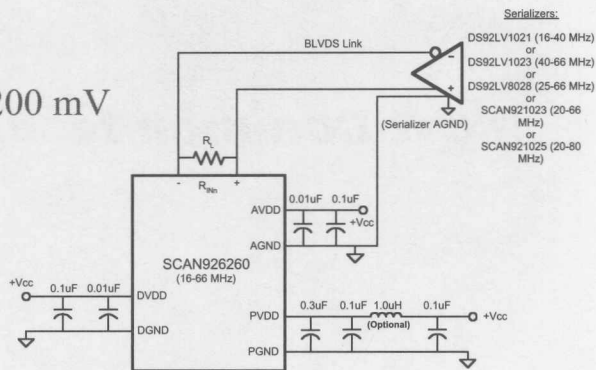 Serializers:
BLVDS Link
DS92LV1021 (16-40 MHz)
or
DS92LV1023 (40-66 MHz)
or
DS92LV8028 (25-66 MHz)
or
SCAN921023 (20-66
MHz)
or
SCAN921025 (20-80
MHz)
-
+
(Serializer AGND)
200 mV
RL
- +
RINn
AVDD 0.01uF 0.1uF
+Vcc
AGND
SCAN926260
(16-66 MHz)
+Vcc 0.1uF 0.01uF DVDD
DGND
PVDD 0.3uF 0.1uF 1.0uH 0.1uF +Vcc
(Optional)
PGND